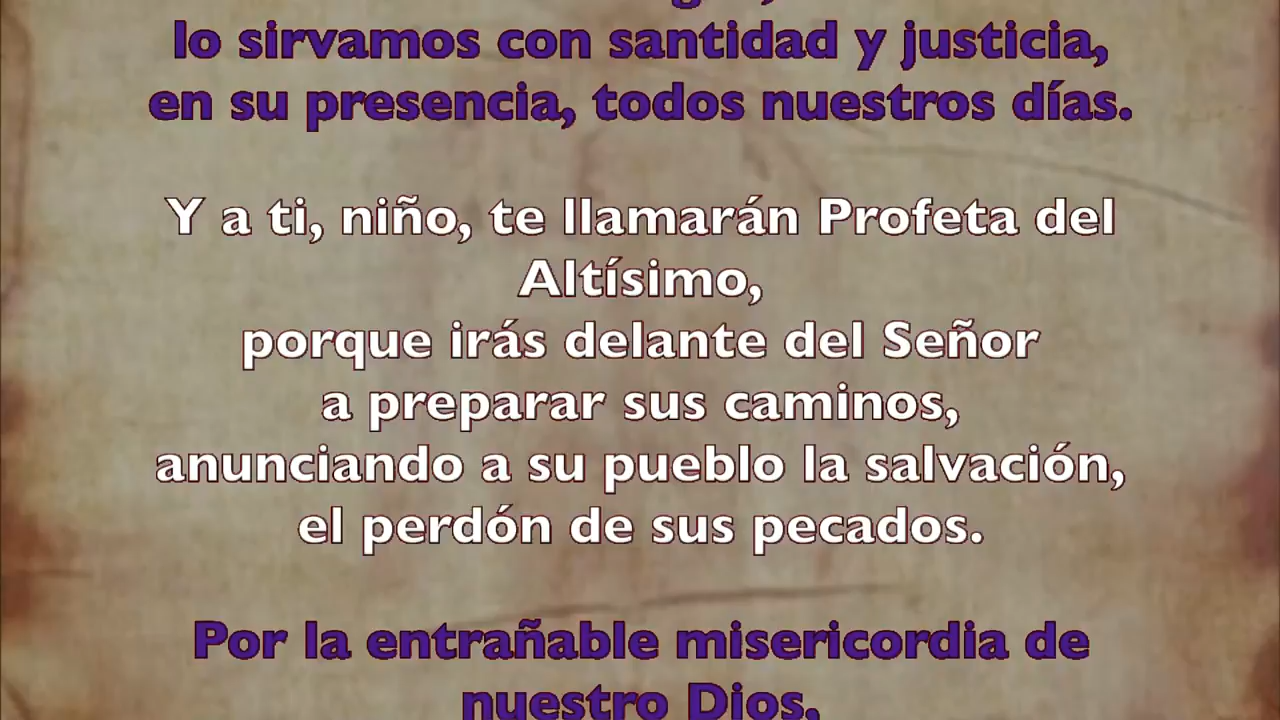 lo sirvamos con santidad y justicia,
en su presencia, todos nuestros días.
Y a ti, niño, te llamarán Profeta del
Altísimo,
porque irás delante del Señor
a preparar sus caminos,
anunciando a su pueblo la salvación,
el perdón de sus pecados.
Por la entrañable misericordia de
nuestro Dios,